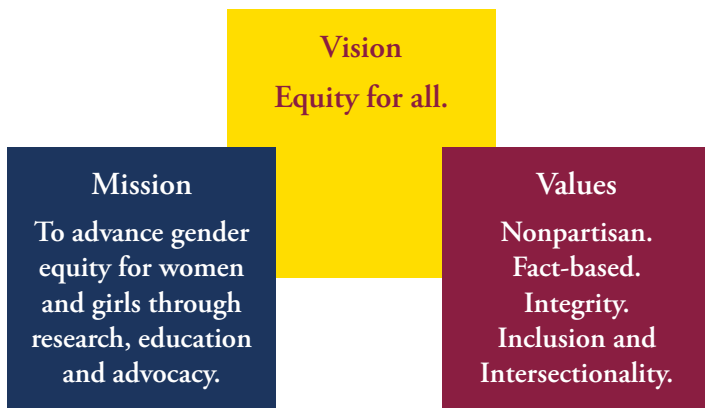 Vision
Equity for all.
Mission
To advance gender
equity for women
and girls through
research, education
and advocacy.
Values
Nonpartisan.
Fact-based.
Integrity.
Inclusion and
Intersectionality.